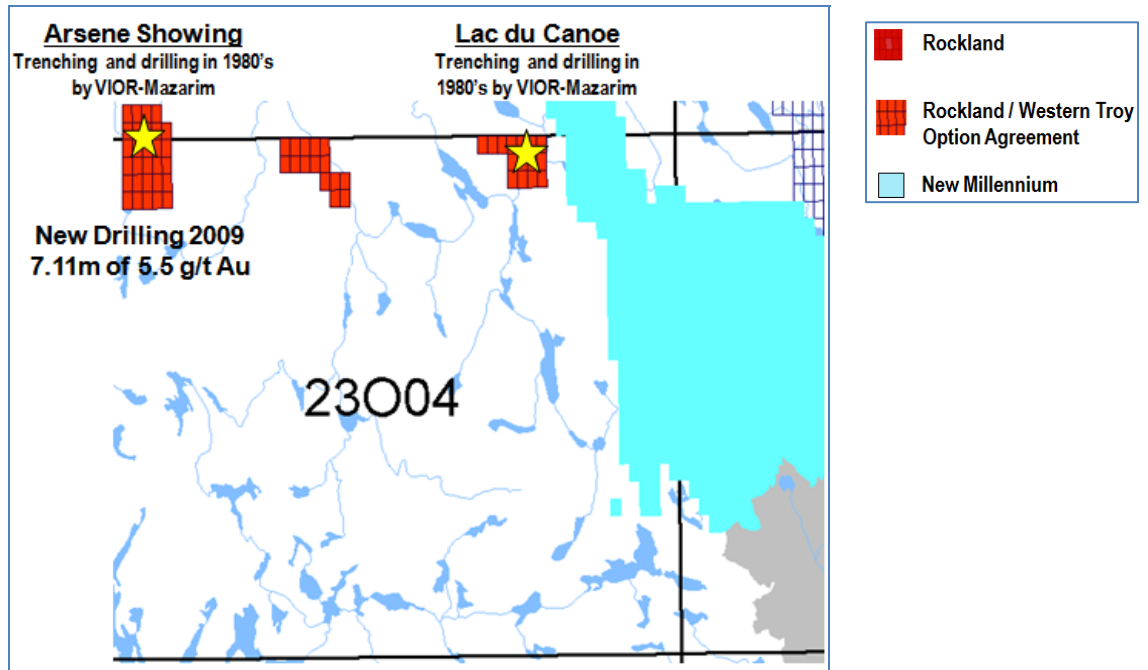 Arsene Showing
Trenching and drilling in 1980's
by VIOR-Mazarim
Lac du Canoe
Trenching and drilling in
1980's by VIOR-Mazarim
New Drilling 2009
7.11m of 5.5 g/t Au
23O04
Rockland
Rockland / Western Troy
Option Agreement
New Millennium